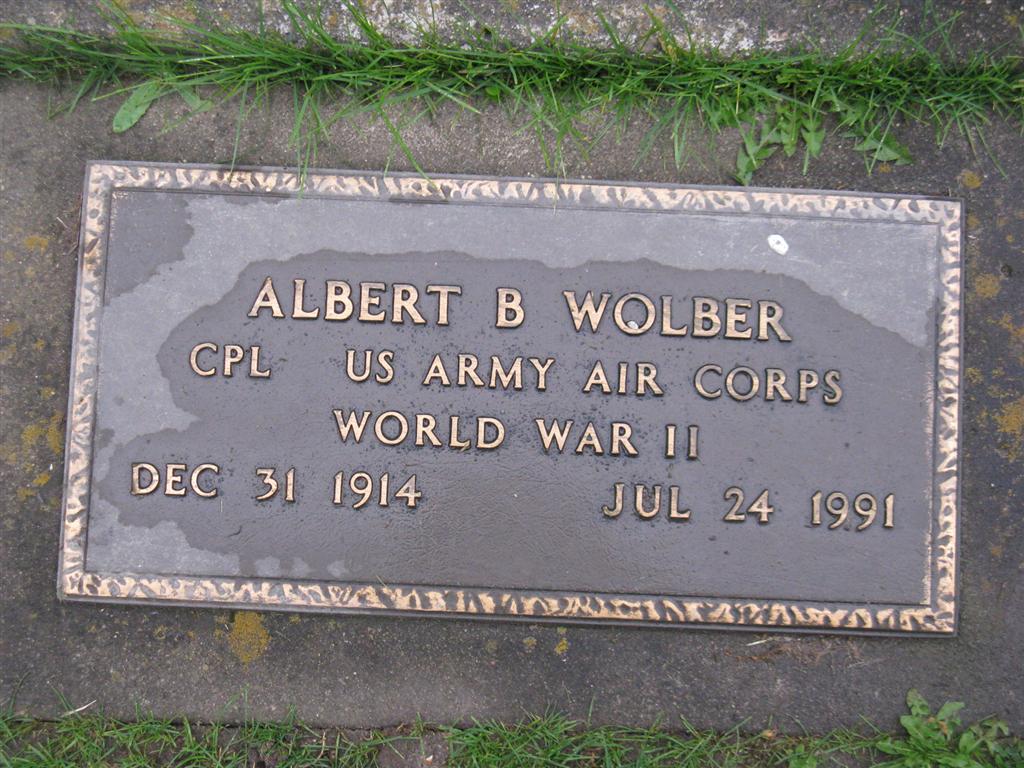 ALBERT B WOLBER
CPL US ARMY AIR CORPS
WORLD WAR II
DEC 31 1914 JUL 24 1991